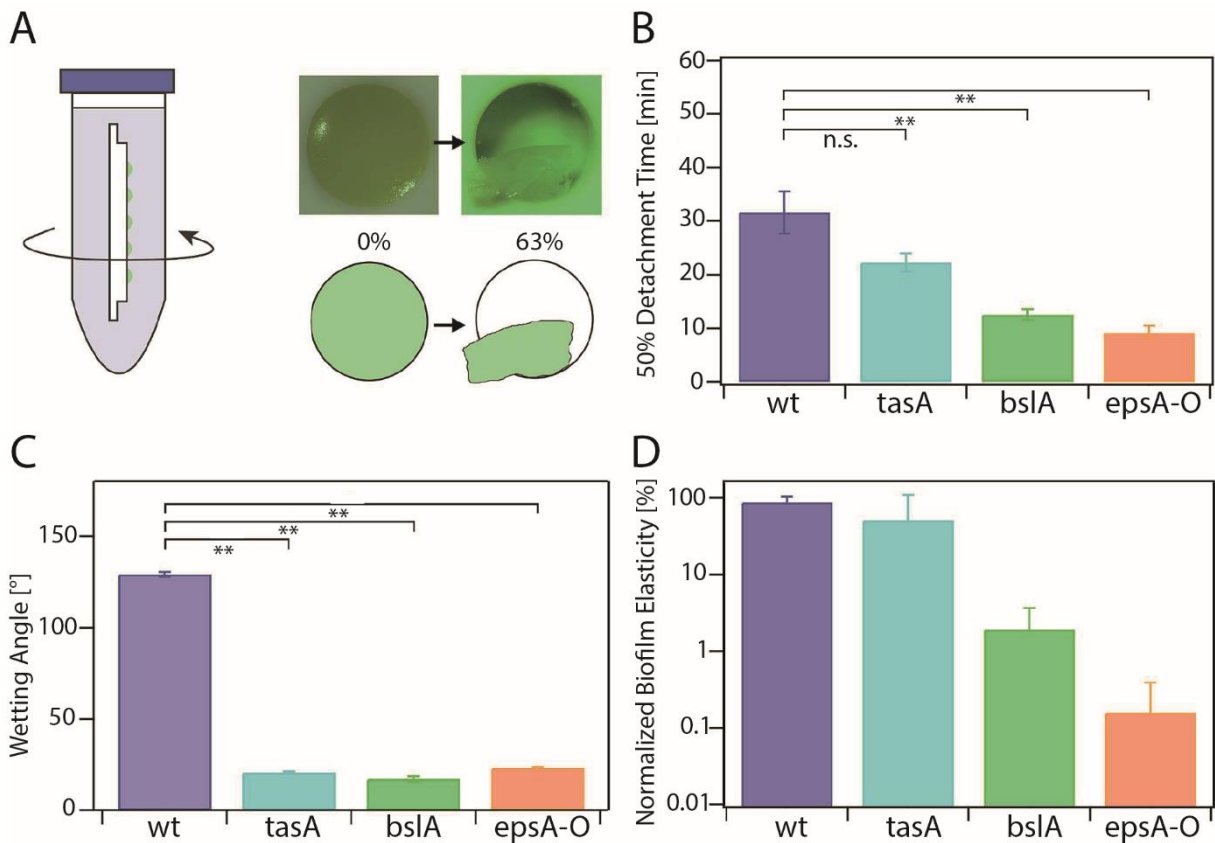 A
0%
63%
B
50% Detachment Time [min]
60
50
40
30
20
10
0
**
**
n.s.
wt tasA bslA epsA-O
C
Wetting Angle [°]
150
100
50
0
**
**
**
wt tasA bslA epsA-O
D
Normalized Biofilm Elasticity [%]
100
10
1
0.1
0.01
wt tasA bslA epsA-O